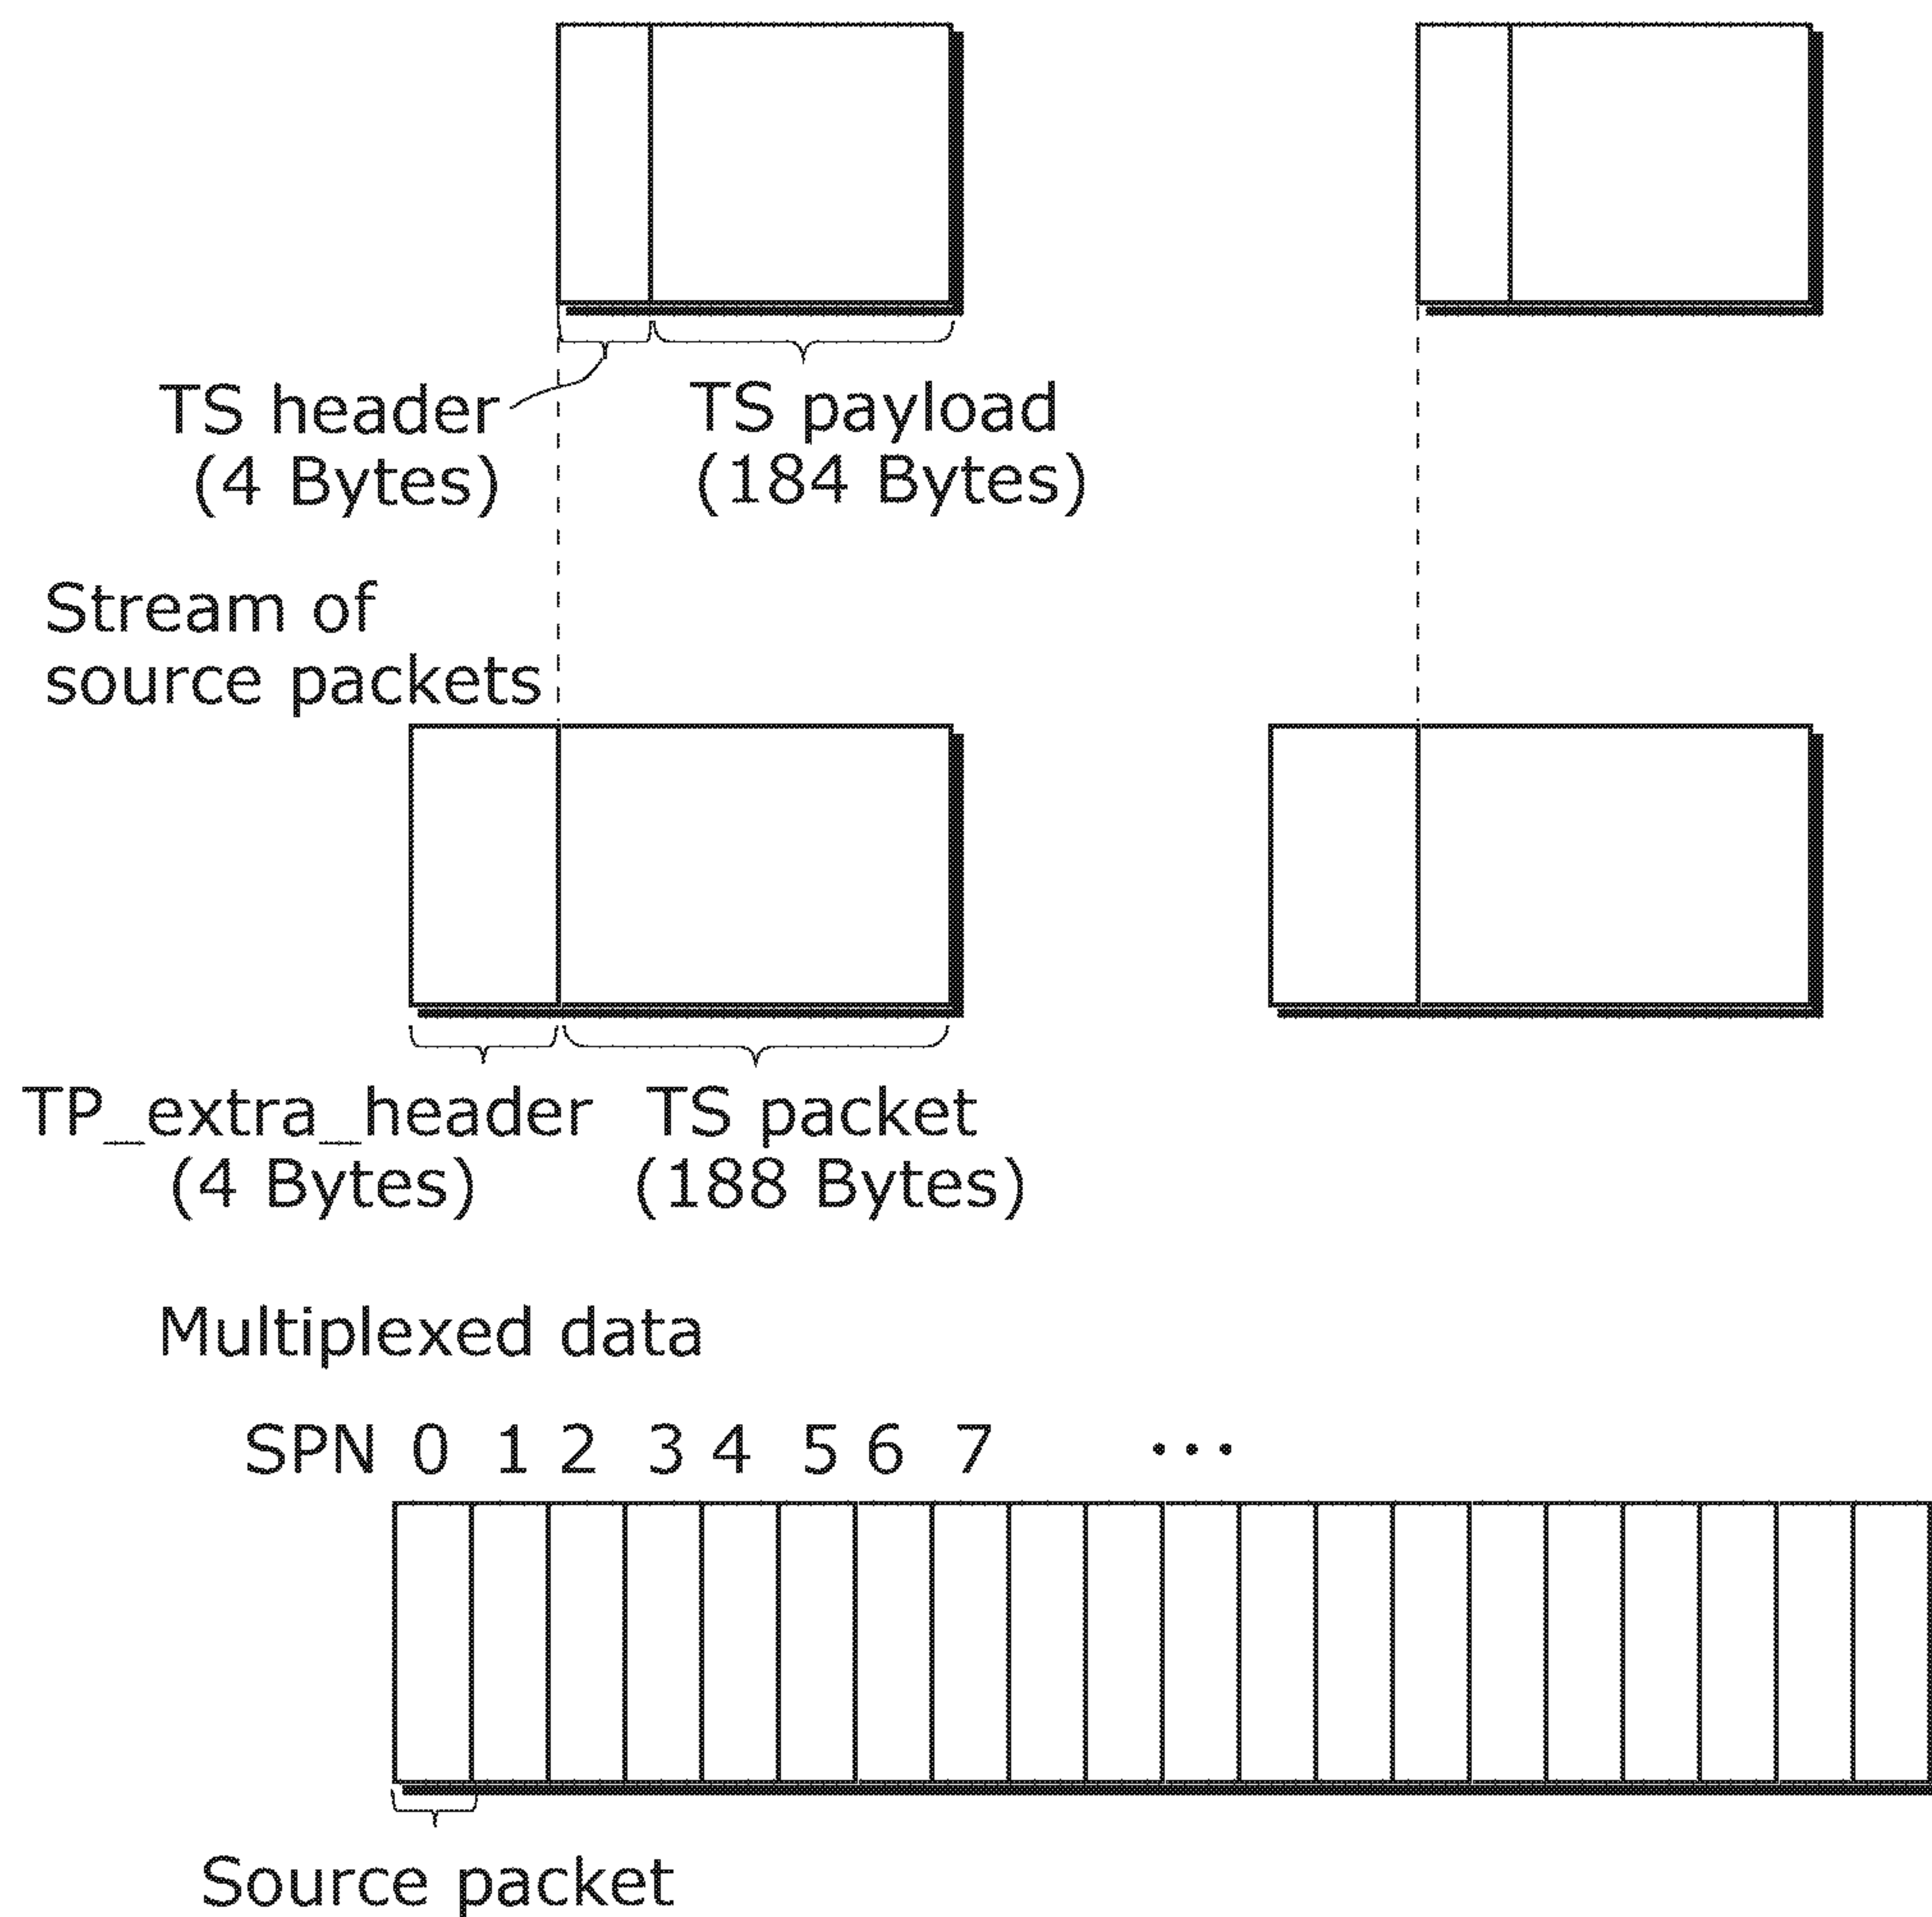 TS header
(4 Bytes)
TS payload
(184 Bytes)
Stream of
source packets
TP_extra_header
(4 Bytes)
TS packet
(188 Bytes)
Multiplexed data
SPN 0 1 2 3 4 5 6 7 ···
Source packet